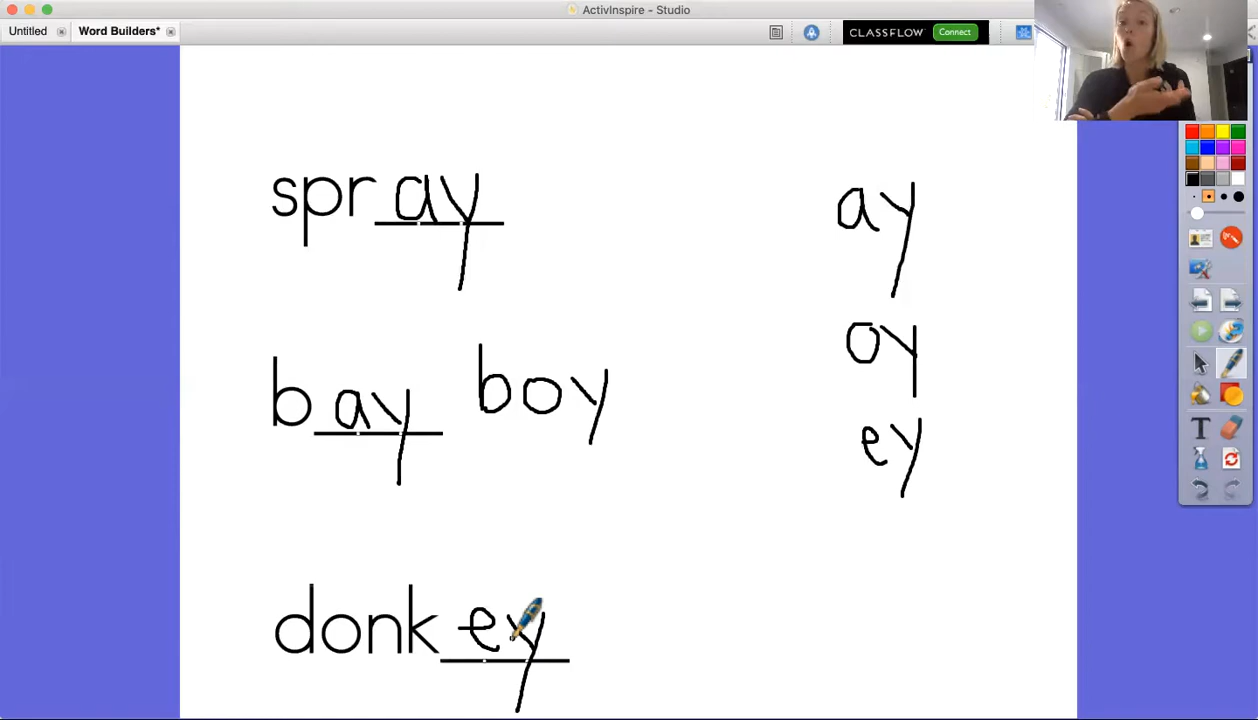 ActivInspire - Studio
Untitled Word Builders*
CLASSFLOW Connect
spray
ay
bay boy
oy
ey
donkey
T